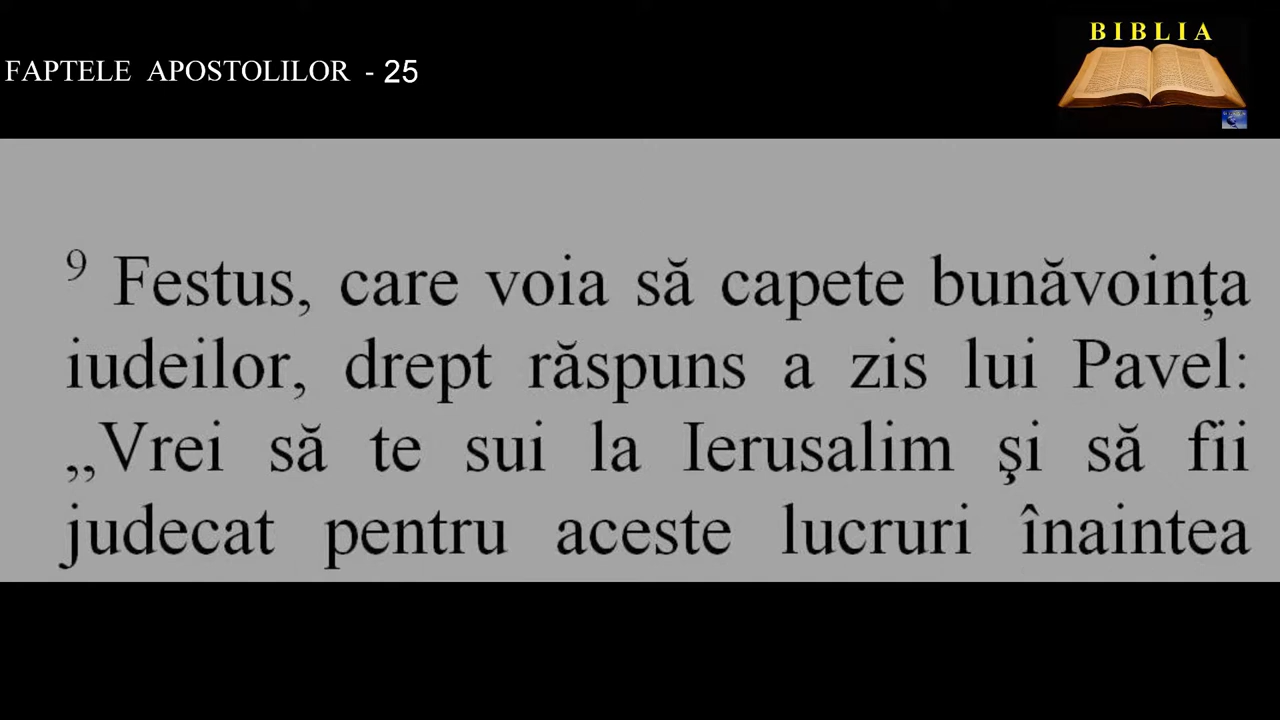 BIBLIA
FAPTELE APOSTOLILOR - 25
9 Festus, care voia să capete bunăvoința
iudeilor, drept răspuns a zis lui Pavel:
,,Vrei să te sui la Ierusalim şi să fii
judecat pentru aceste lucruri înaintea